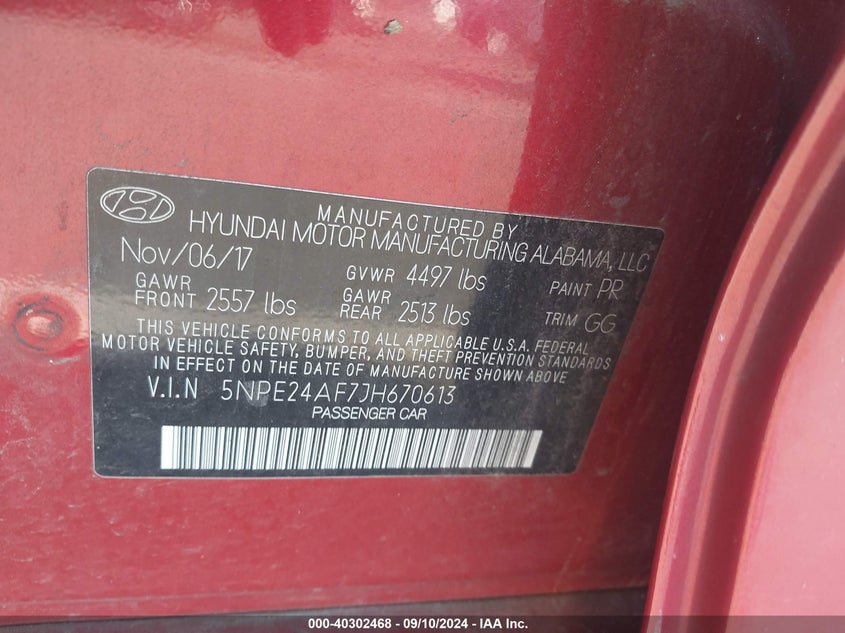 MANUFACTURED BY
HYUNDAI MOTOR MANUFACTURING ALABAMA, LLC
Nov/06/17 GVWR 4497 lbs PAINT PR
GAWR FRONT 2557 lbs GAWR REAR 2513 lbs TRIM GG
THIS VEHICLE CONFORMS TO ALL APPLICABLE U.S.A. FEDERAL
MOTOR VEHICLE SAFETY, BUMPER, AND THEFT PREVENTION STANDARDS
IN EFFECT ON THE DATE OF MANUFACTURE SHOWN ABOVE
V.I.N 5NPE24AF7JH670613
PASSENGER CAR
000-40302468 - 09/10/2024 - IAA Inc.